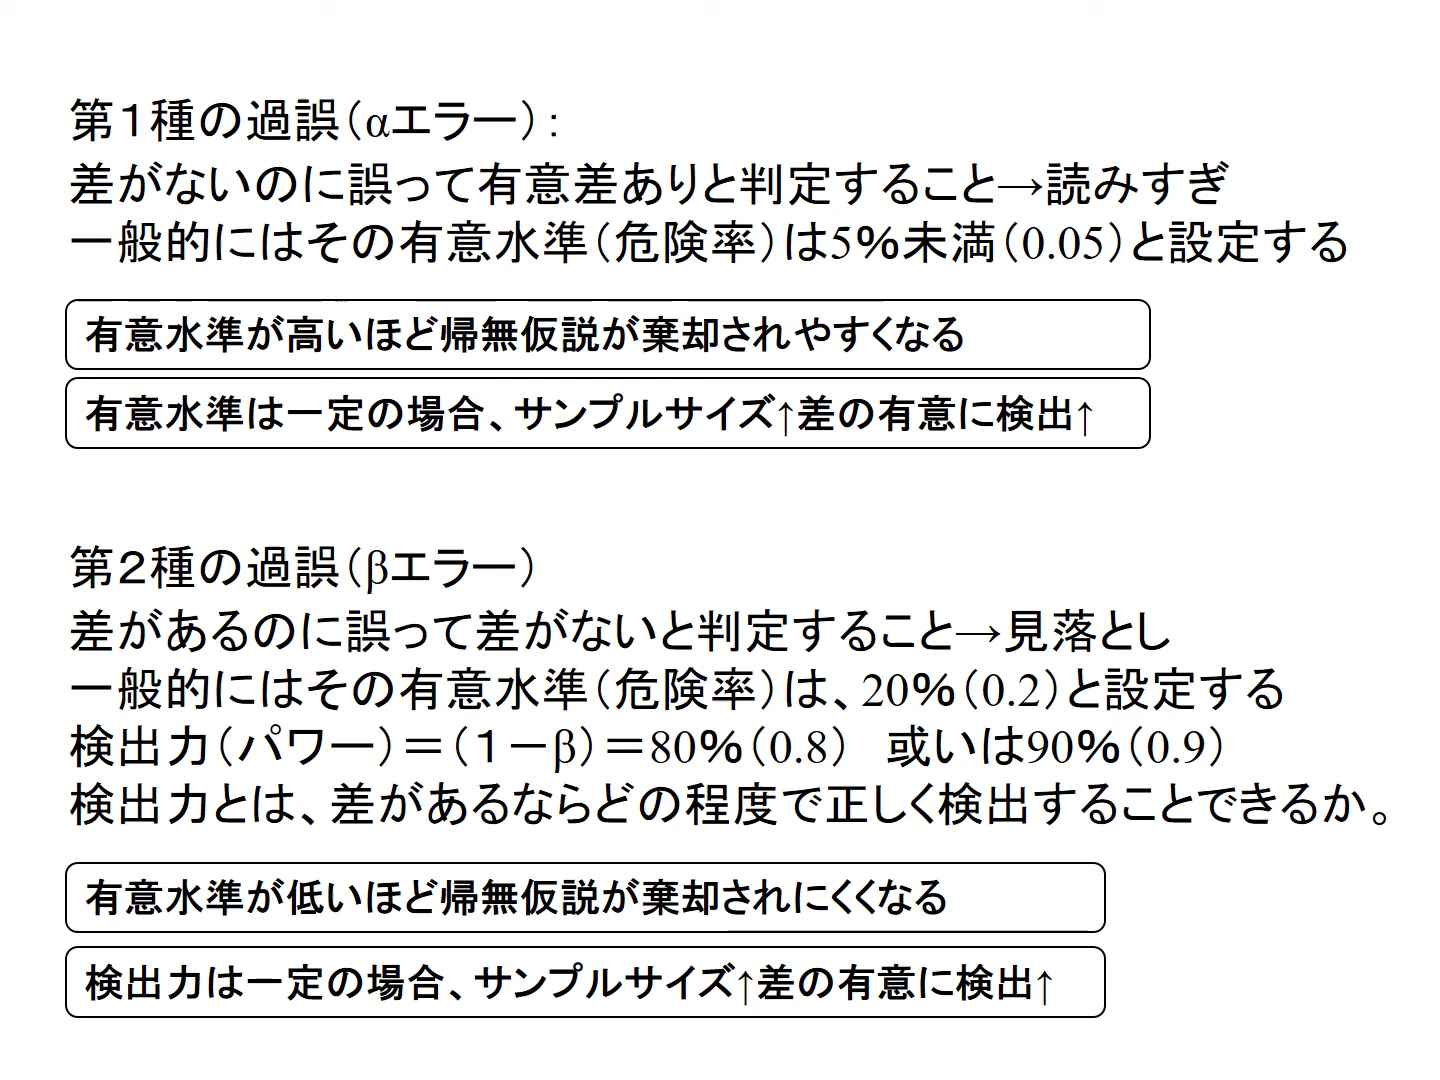 第１種の過誤（αエラー）：
差がないのに誤って有意差ありと判定すること→読みすぎ
一般的にはその有意水準（危険率）は5％未満（0.05）と設定する
有意水準が高いほど帰無仮説が棄却されやすくなる
有意水準は一定の場合、サンプルサイズ↑差の有意に検出↑
第２種の過誤（βエラー）
差があるのに誤って差がないと判定すること→見落とし
一般的にはその有意水準（危険率）は、20％（0.2）と設定する
検出力（パワー）＝（１－β）＝80％（0.8）　或いは90％（0.9）
検出力とは、差があるならどの程度で正しく検出することできるか。
有意水準が低いほど帰無仮説が棄却されにくくなる
検出力は一定の場合、サンプルサイズ↑差の有意に検出↑